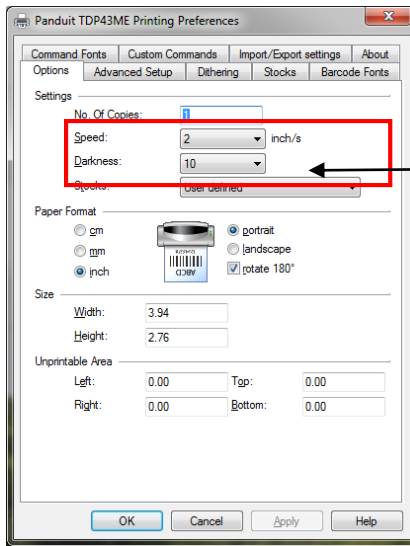 Panduit TDP43ME Printing Preferences
Command Fonts Custom Commands Import/Export settings About
Options Advanced Setup Dithering Stocks Barcode Fonts
Settings
No. Of Copies: 1
Speed: 2 inch/s
Darkness: 10
Stocks: User defined
Paper Format
cm portrait
mm landscape
inch rotate 180°
ABCD
Size
Width: 3.94
Height: 2.76
Unprintable Area
Left: 0.00 Top: 0.00
Right: 0.00 Bottom: 0.00
OK Cancel Apply Help